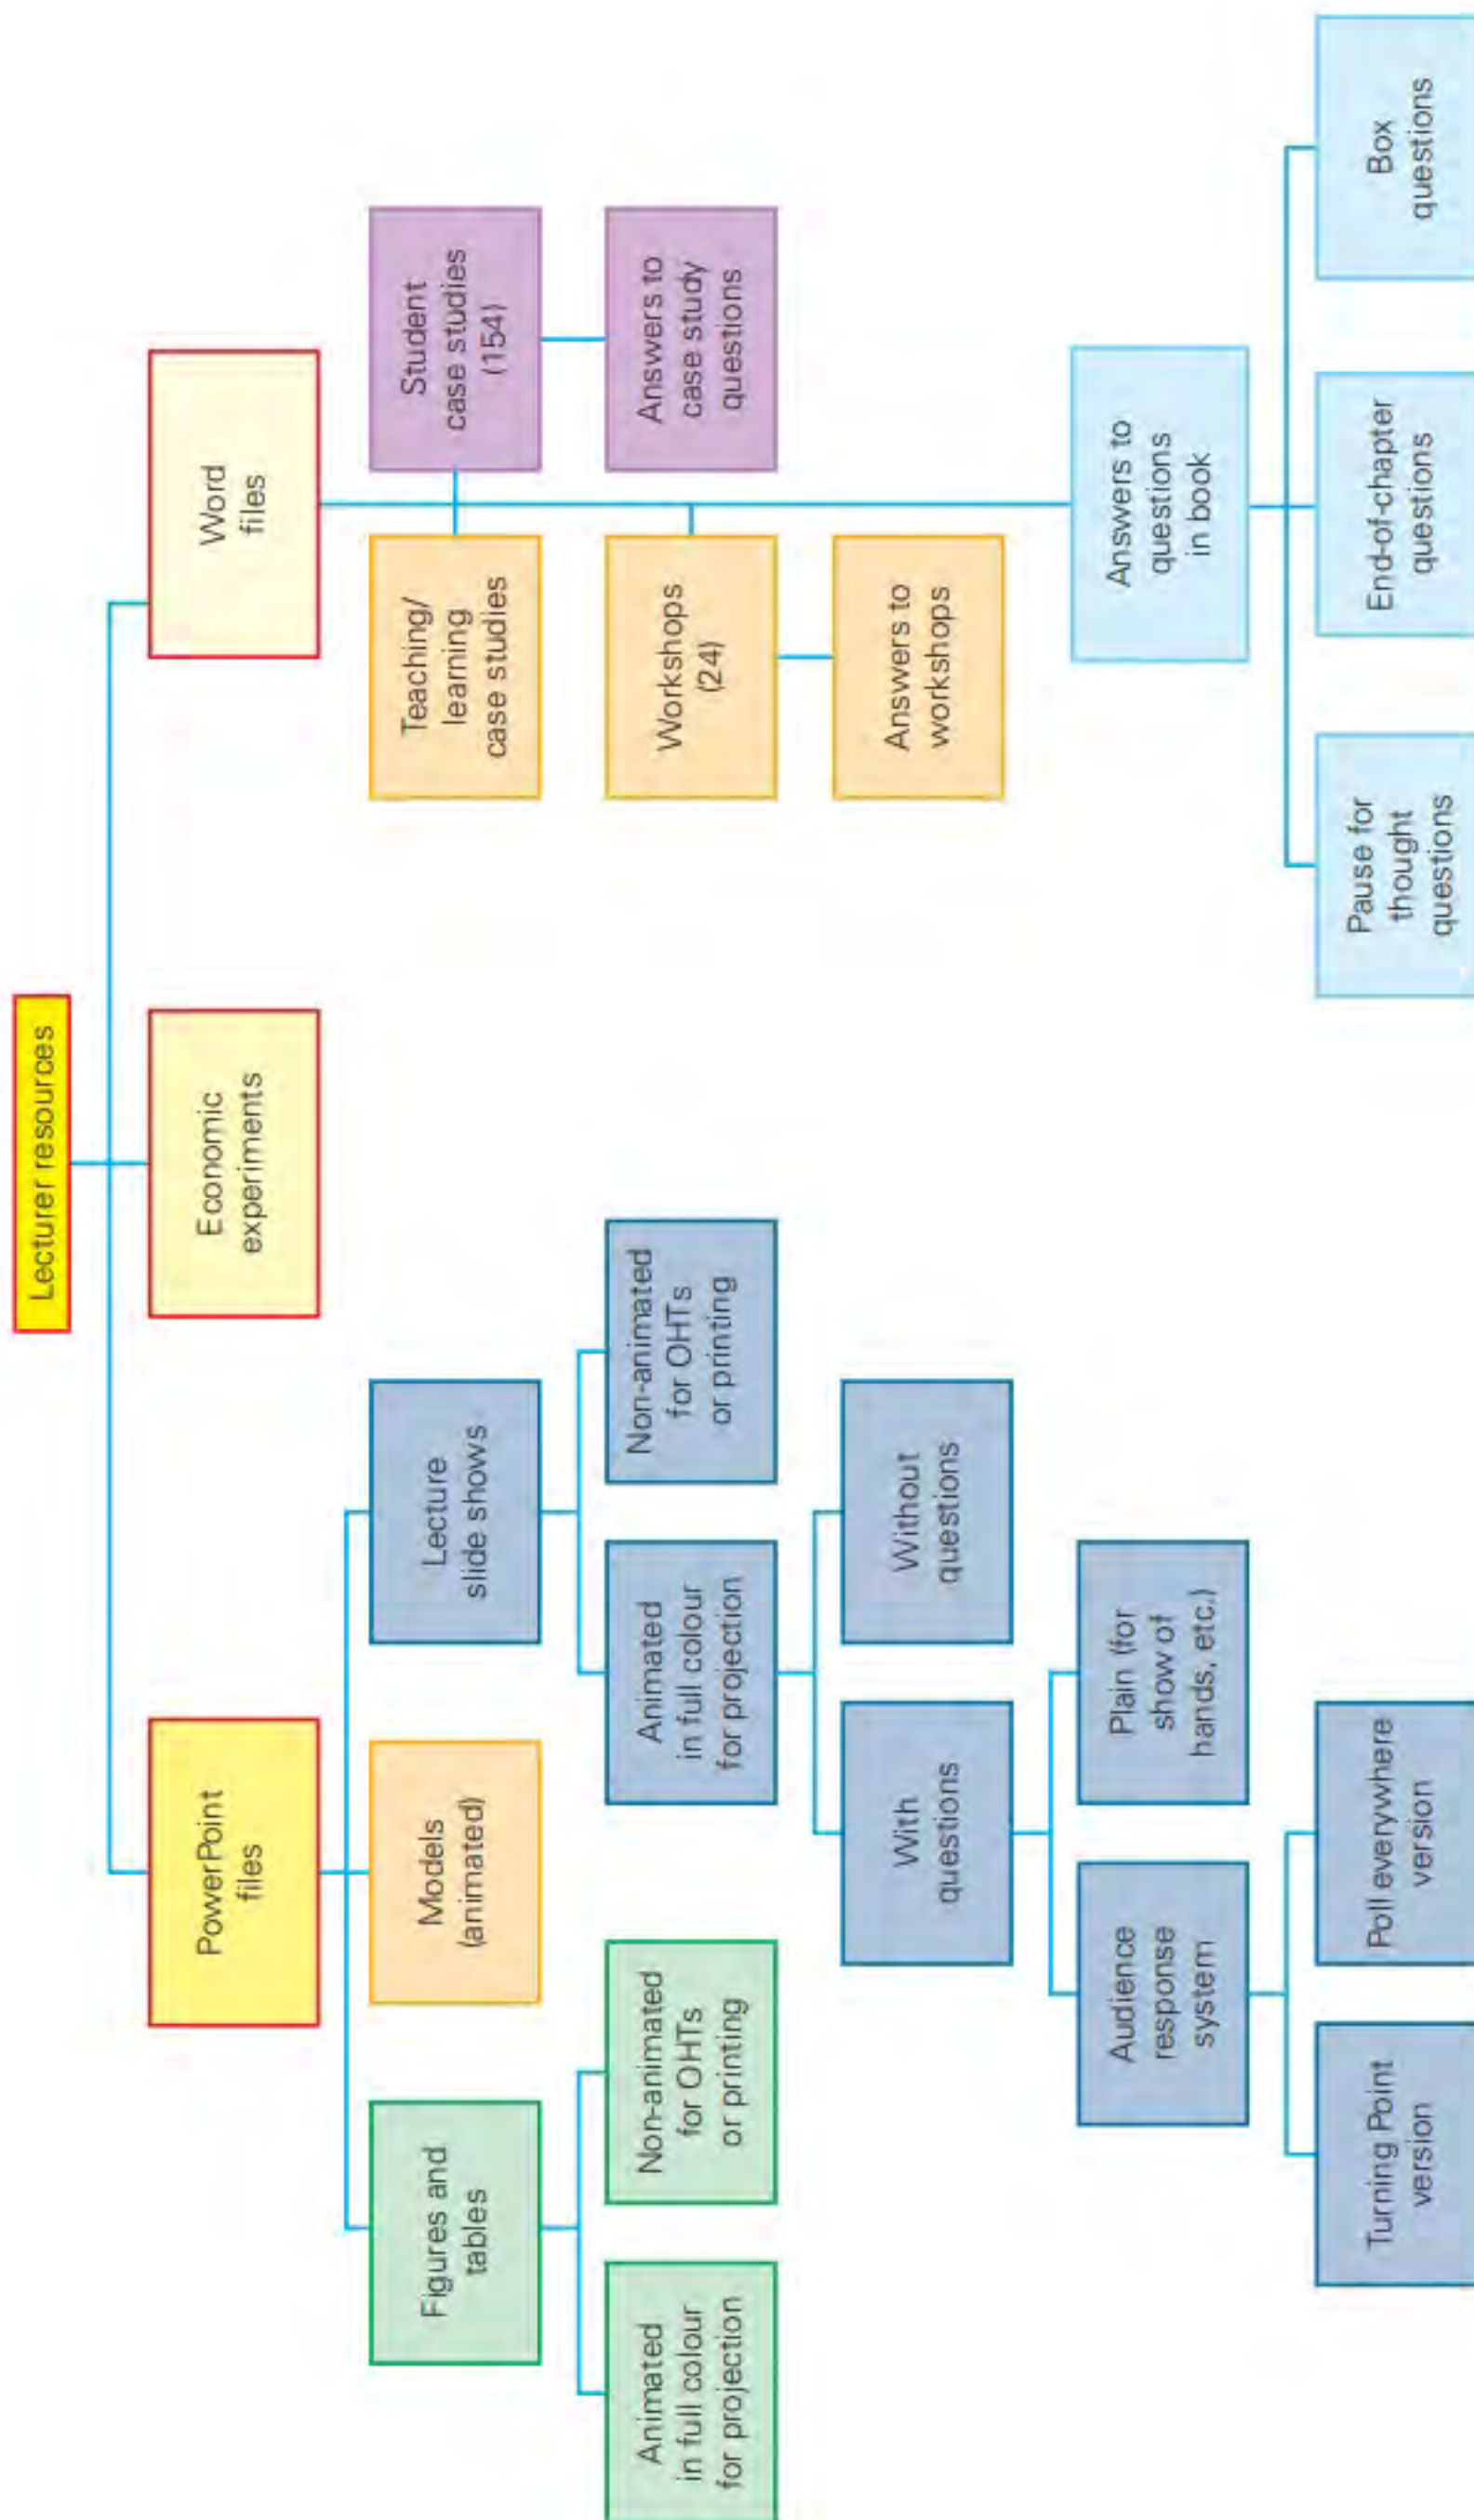 Lecturer resources
PowerPoint
files
Economic
experiments
Word
files
Figures and
tables
Models
(animated)
Lecture
slide shows
Teaching/
learning
case studies
Student
case studies
(154)
Animated
in full colour
for projection
Non-animated
for OHTs
or printing
Animated
in full colour
for projection
Non-animated
for OHTs
or printing
Workshops
(24)
Answers to
case study
questions
With
questions
Without
questions
Answers to
workshops
Audience
response
system
Plain (for
show of
hands, etc.)
Answers to
questions
in book
Turning Point
version
Poll everywhere
version
Pause for
thought
questions
End-of-chapter
questions
Box
questions